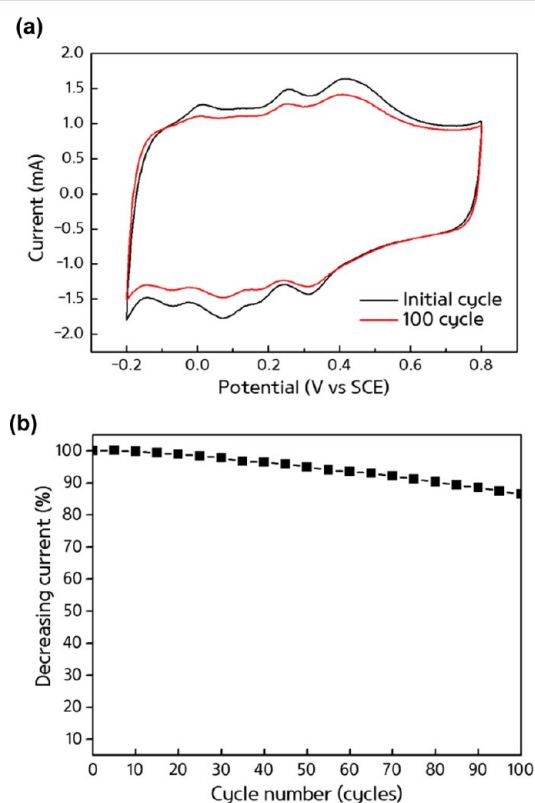 (a)
2.0
1.5
1.0
0.5
0.0
-0.5
-1.0
-1.5
-2.0
Current (mA)
Initial cycle
100 cycle
-0.2 0.0 0.2 0.4 0.6 0.8
Potential (V vs SCE)
(b)
100
90
80
70
60
50
40
30
20
10
Decreasing current (%)
0 10 20 30 40 50 60 70 80 90 100
Cycle number (cycles)